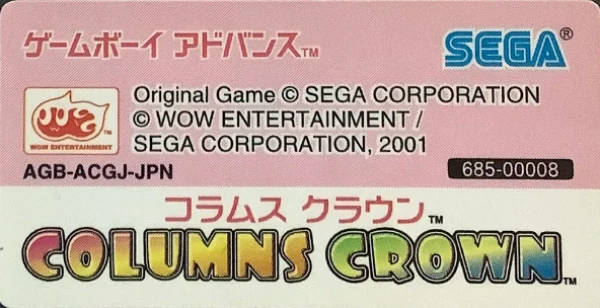 ゲームボーイ アドバンス™
SEGA®
Original Game © SEGA CORPORATION
© WOW ENTERTAINMENT /
SEGA CORPORATION, 2001
WOW ENTERTAINMENT™
AGB-ACGJ-JPN
685-00008
コラムス クラウン™
COLUMNS CROWN™